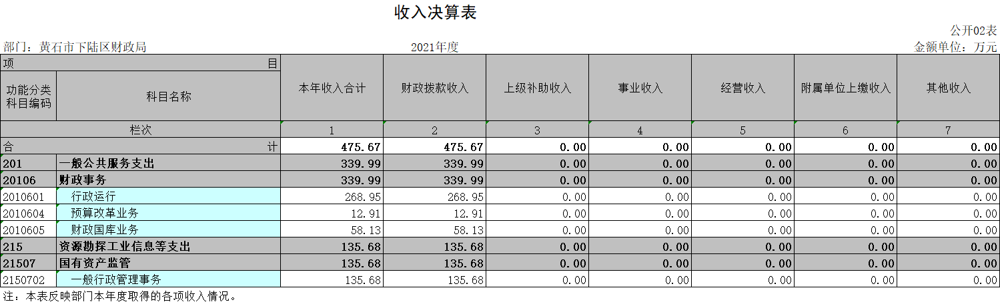 收入决算表
公开02表
部门：黄石市下陆区财政局 2021年度 金额单位：万元
项 目 本年收入合计 财政拨款收入 上级补助收入 事业收入 经营收入 附属单位上缴收入 其他收入
功能分类
科目编码 科目名称
栏次 1 2 3 4 5 6 7
合 计 475.67 475.67 0.00 0.00 0.00 0.00 0.00
201 一般公共服务支出 339.99 339.99 0.00 0.00 0.00 0.00 0.00
20106 财政事务 339.99 339.99 0.00 0.00 0.00 0.00 0.00
2010601 行政运行 268.95 268.95 0.00 0.00 0.00 0.00 0.00
2010604 预算改革业务 12.91 12.91 0.00 0.00 0.00 0.00 0.00
2010605 财政国库业务 58.13 58.13 0.00 0.00 0.00 0.00 0.00
215 资源勘探工业信息等支出 135.68 135.68 0.00 0.00 0.00 0.00 0.00
21507 国有资产监管 135.68 135.68 0.00 0.00 0.00 0.00 0.00
2150702 一般行政管理事务 135.68 135.68 0.00 0.00 0.00 0.00 0.00
注：本表反映部门本年度取得的各项收入情况。